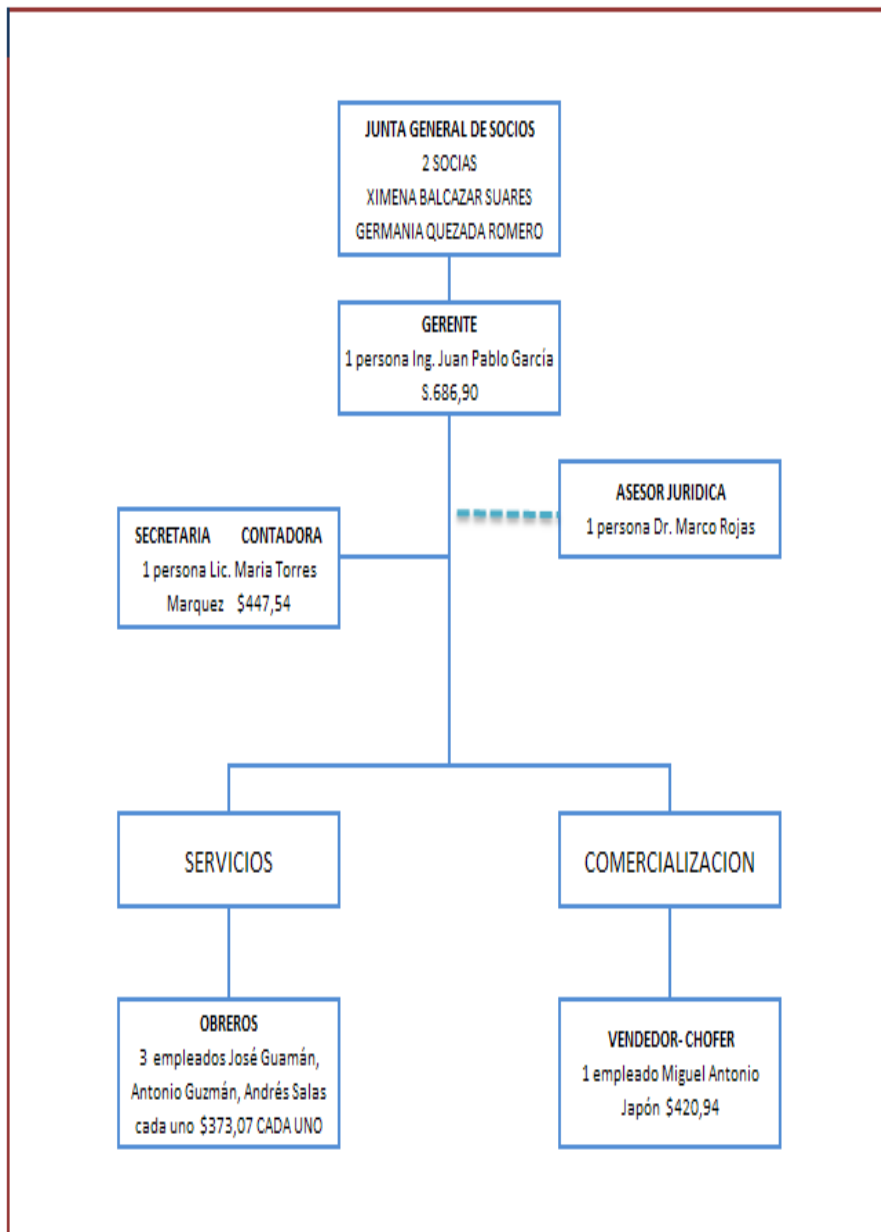 JUNTA GENERAL DE SOCIOS
2 SOCIAS
XIMENA BALCAZAR SUARES
GERMANIA QUEZADA ROMERO
GERENTE
1 persona Ing. Juan Pablo García
S.686,90
ASESOR JURIDICA
1 persona Dr. Marco Rojas
SECRETARIA CONTADORA
1 persona Lic. Maria Torres
Marquez $447,54
SERVICIOS
COMERCIALIZACION
OBREROS
3 empleados José Guamán,
Antonio Guzmán, Andrés Salas
cada uno $373,07 CADA UNO
VENDEDOR- CHOFER
1 empleado Miguel Antonio
Japón $420,94